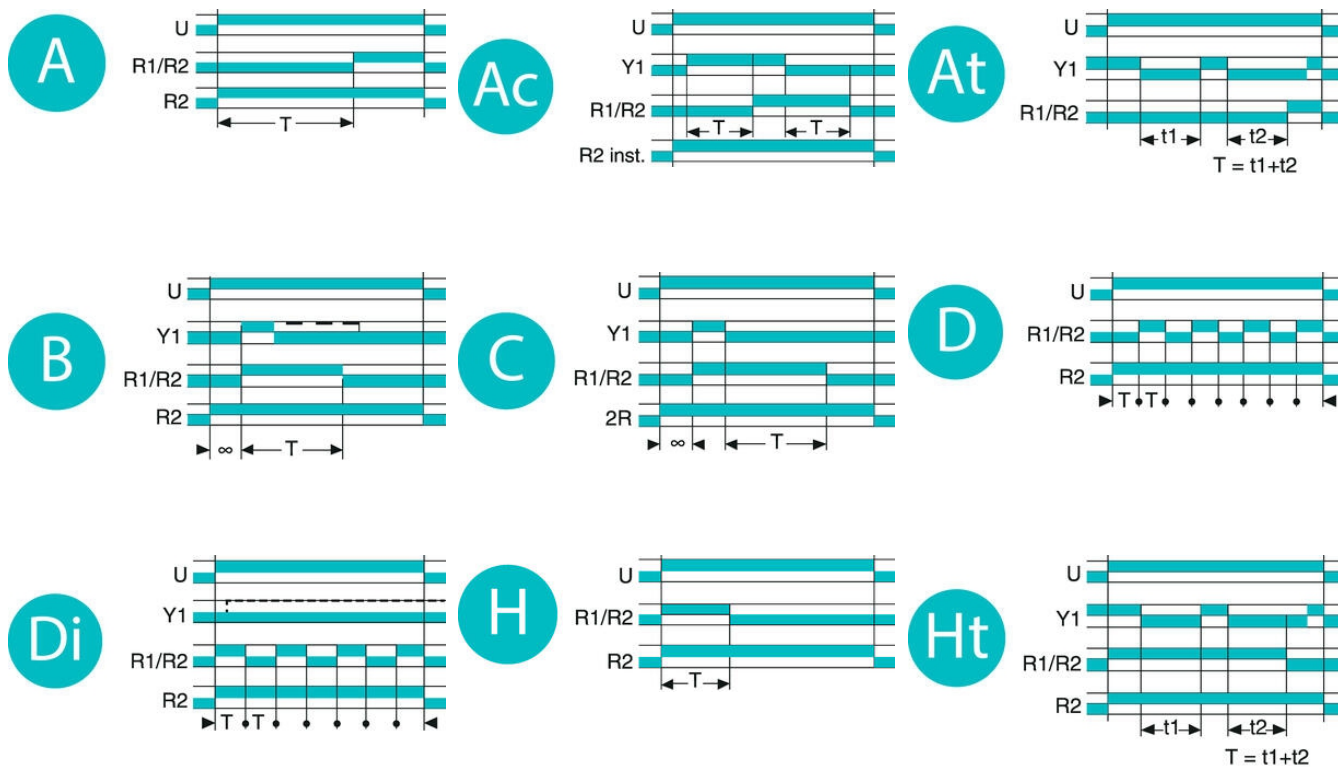 A
U
R1/R2
R2
T
Ac
U
Y1
R1/R2
T T
R2 inst.
At
U
Y1
R1/R2
t1 t2
T = t1+t2
B
U
Y1
R1/R2
R2
∞ T
C
U
Y1
R1/R2
2R
∞ T
D
U
R1/R2
R2
T T
Di
U
Y1
R1/R2
R2
T T
H
U
R1/R2
R2
T
Ht
U
Y1
R1/R2
R2
t1 t2
T = t1+t2